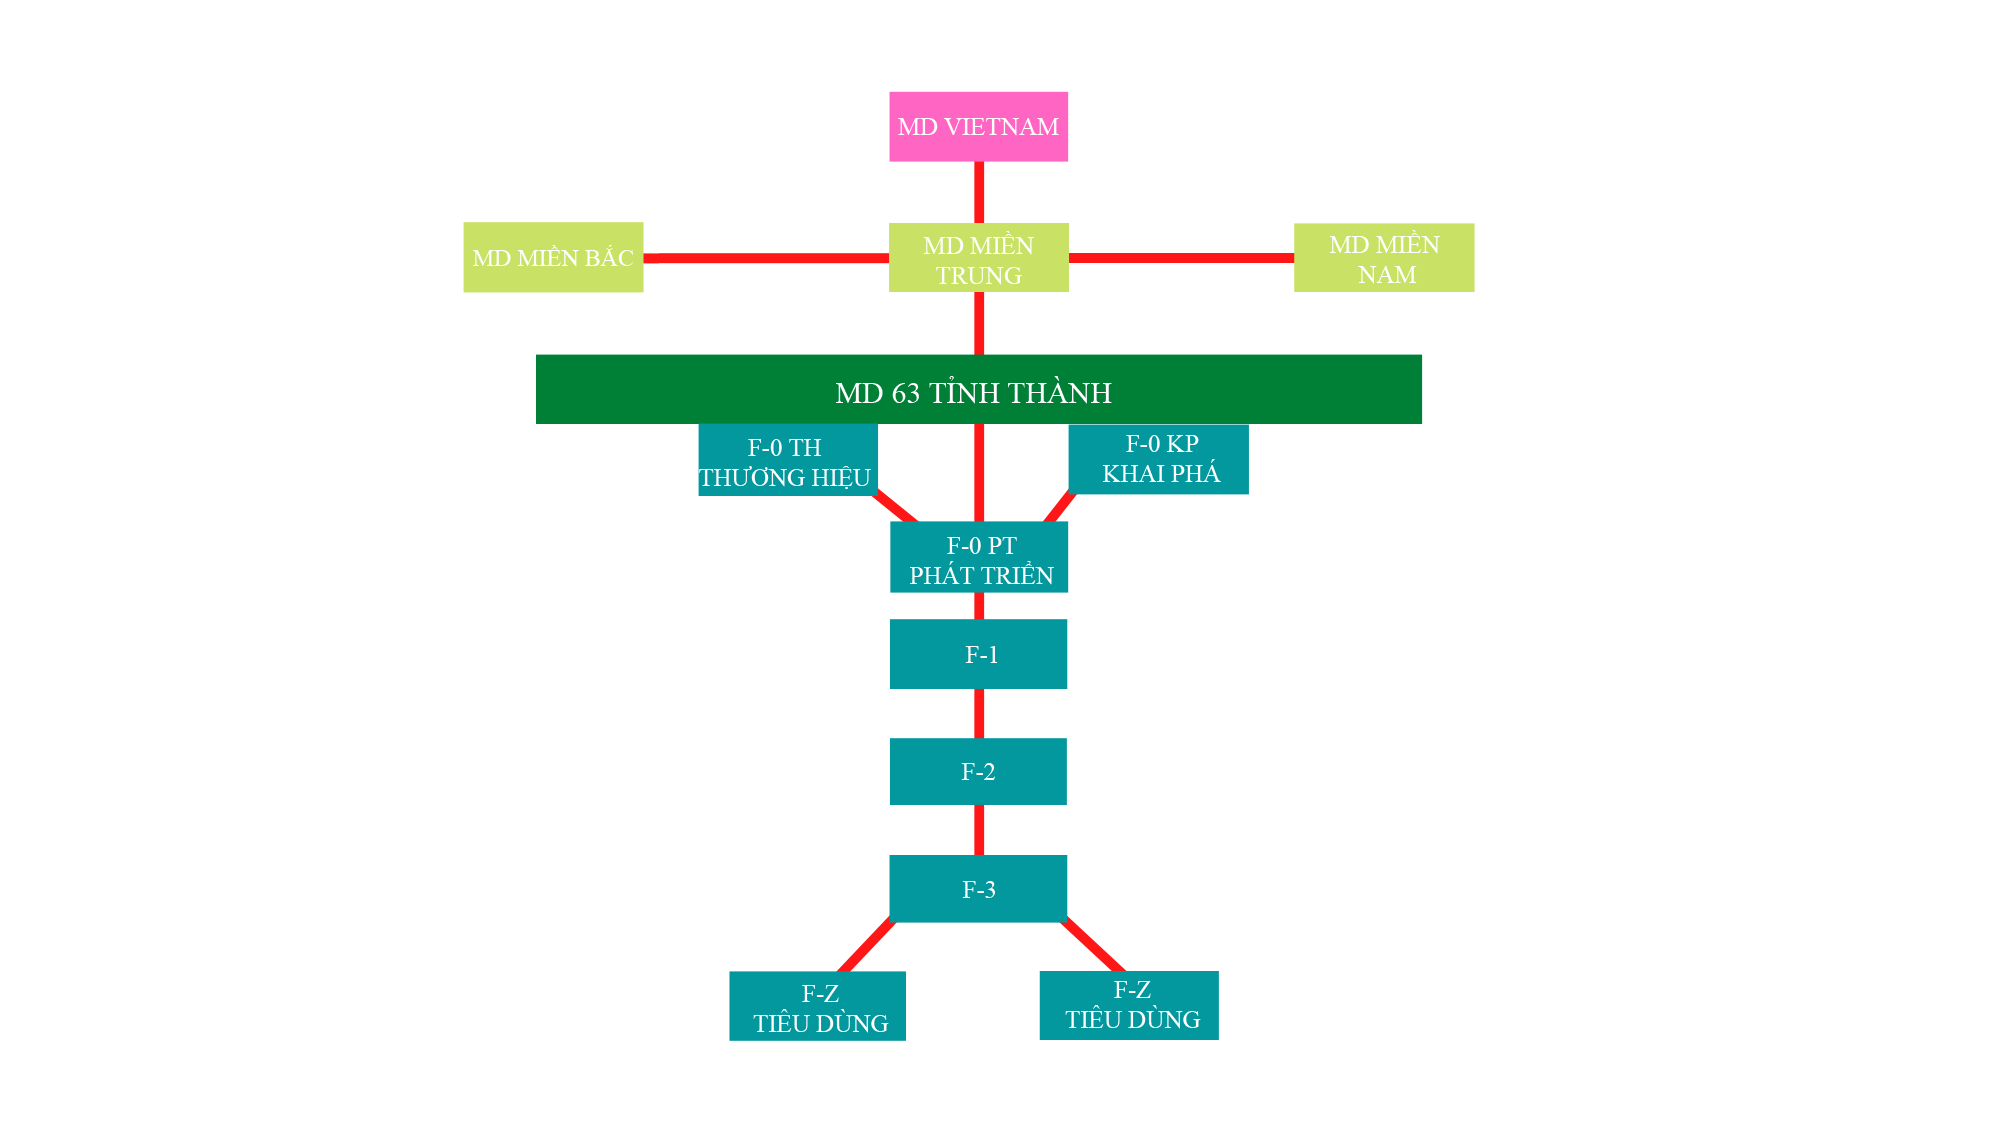 MD VIETNAM
MD MIỀN BẮC
MD MIỀN
TRUNG
MD MIỀN
NAM
MD 63 TỈNH THÀNH
F-0 TH
THƯƠNG HIỆU
F-0 KP
KHAI PHÁ
F-0 PT
PHÁT TRIỂN
F-1
F-2
F-3
F-Z
TIÊU DÙNG
F-Z
TIÊU DÙNG